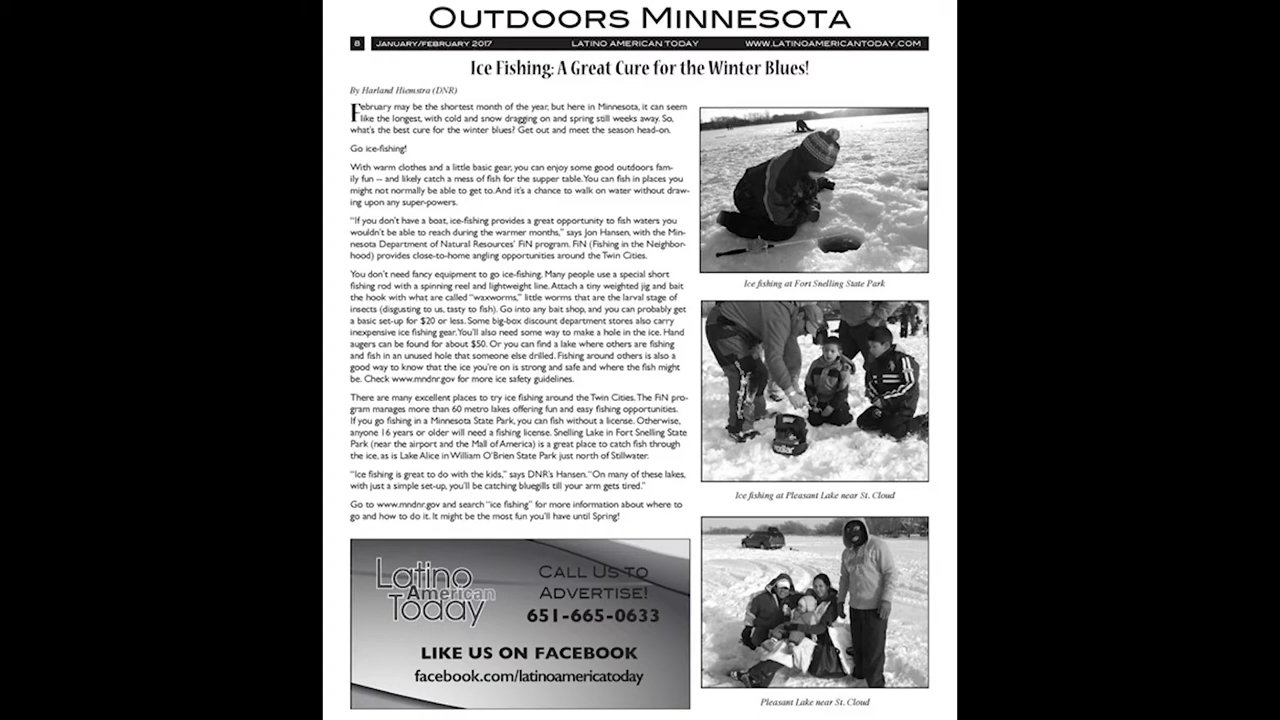 OUTDOORS MINNESOTA
8 JANUARY/FEBRUARY 2017 LATINO AMERICAN TODAY WWW.LATINOAMERICANTODAY.COM
Ice Fishing: A Great Cure for the Winter Blues!
By Harland Hiemstra (DNR)
February may be the shortest month of the year, but here in Minnesota, it can seem
like the longest, with cold and snow dragging on and spring still weeks away. So,
what's the best cure for the winter blues? Get out and meet the season head-on.
Go ice-fishing!
With warm clothes and a little basic gear, you can enjoy some good outdoors fam-
ily fun -- and likely catch a mess of fish for the supper table. You can fish in places you
might not normally be able to get to. And it's a chance to walk on water without draw-
ing upon any super-powers.
"If you don't have a boat, ice-fishing provides a great opportunity to fish waters you
wouldn't be able to reach during the warmer months," says Jon Hansen, with the Min-
nesota Department of Natural Resources' FiN program. FiN (Fishing in the Neighbor-
hood) provides close-to-home angling opportunities around the Twin Cities.
You don't need fancy equipment to go ice-fishing. Many people use a special short
fishing rod with a spinning reel and lightweight line. Attach a tiny weighted jig and bait
the hook with what are called "waxworms," little worms that are the larval stage of
insects (disgusting to us, tasty to fish). Go into any bait shop, and you can probably get
a basic set-up for $20 or less. Some big-box discount department stores also carry
inexpensive ice fishing gear. You'll also need some way to make a hole in the ice. Hand
augers can be found for about $50. Or you can find a lake where others are fishing
and fish in an unused hole that someone else drilled. Fishing around others is also a
good way to know that the ice you're on is strong and safe and where the fish might
be. Check www.mndnr.gov for more ice safety guidelines.
There are many excellent places to try ice fishing around the Twin Cities. The FiN pro-
gram manages more than 60 metro lakes offering fun and easy fishing opportunities.
If you go fishing in a Minnesota State Park, you can fish without a license. Otherwise,
anyone 16 years or older will need a fishing license. Snelling Lake in Fort Snelling State
Park (near the airport and the Mall of America) is a great place to catch fish through
the ice, as is Lake Alice in William O'Brien State Park just north of Stillwater.
"Ice fishing is great to do with the kids," says DNR's Hansen. "On many of these lakes,
with just a simple set-up, you'll be catching bluegills till your arm gets tired."
Go to www.mndnr.gov and search "ice fishing" for more information about where to
go and how to do it. It might be the most fun you'll have until Spring!
Ice fishing at Fort Snelling State Park
Ice fishing at Pleasant Lake near St. Cloud
Pleasant Lake near St. Cloud
Latino
American
Today
CALL US TO
ADVERTISE!
651-665-0633
LIKE US ON FACEBOOK
facebook.com/latinoamericatoday